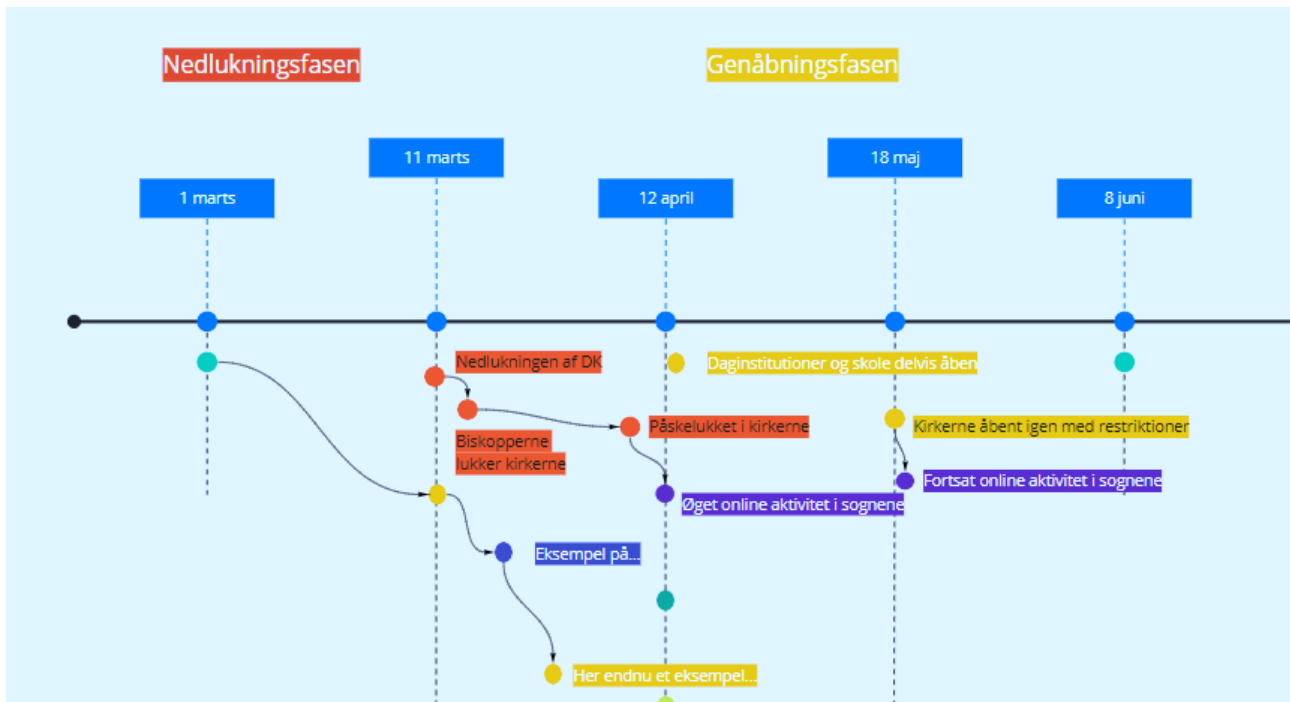 Nedlukningsfasen
Genåbningsfasen
11 marts
18 maj
1 marts
12 april
8 juni
Nedlukningen af DK
Daginstitutioner og skole delvis åben
Biskopperne
lukker kirkerne
Påskelukket i kirkerne
Kirkerne åbent igen med restriktioner
Fortsat online aktivitet i sognene
Øget online aktivitet i sognene
Eksempel på...
Her endnu et eksempel...